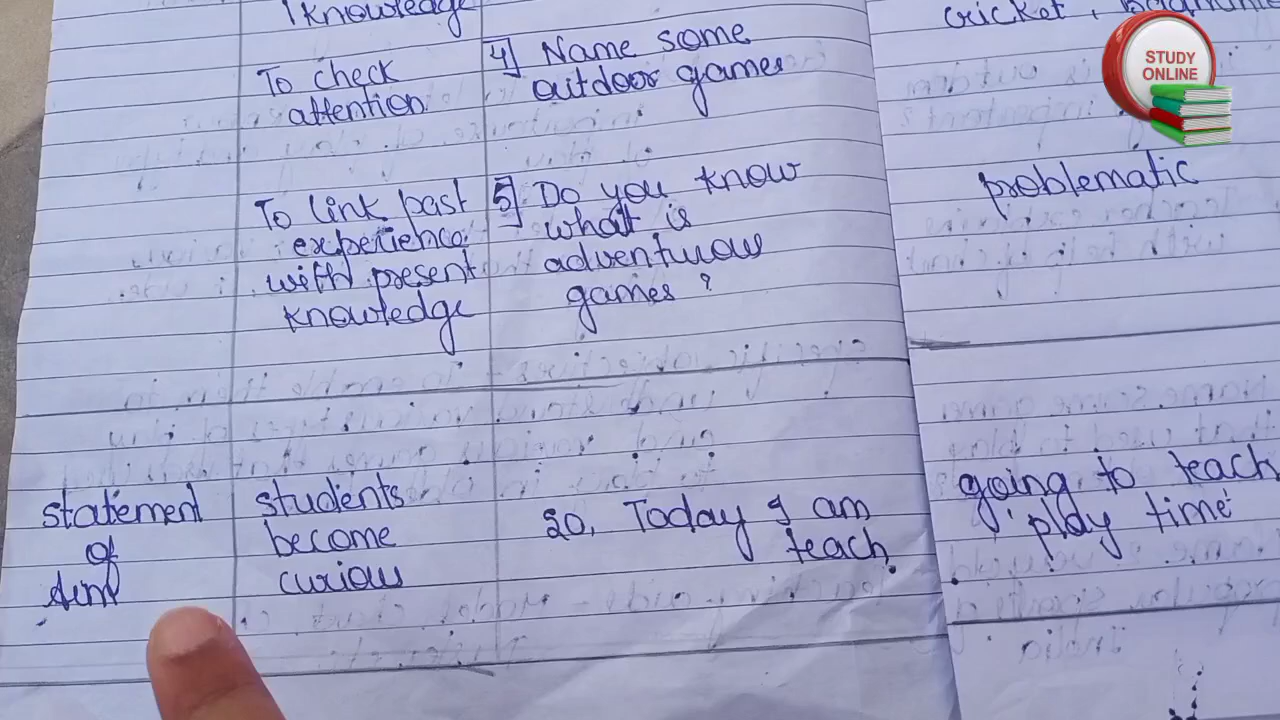 knowledge
To check
attention
To link past
experience
with present
knowledge
4] Name some
outdoor games
5] Do you know
what is
adventurous
games ?
cricket,
problematic
statement
of
Aim
students
become
curious
So, Today I am
teach
going to teach
'play time'
STUDY
ONLINE